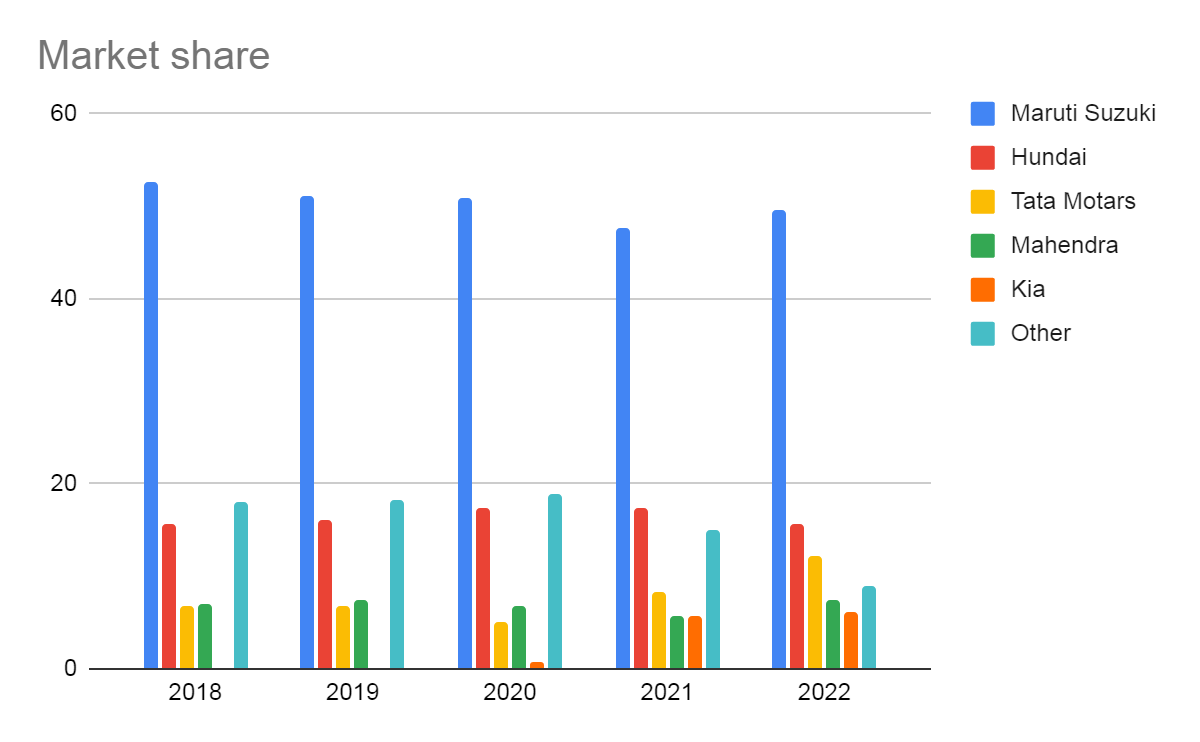 Market share
60
40
20
0
2018 2019 2020 2021 2022
Maruti Suzuki
Hundai
Tata Motars
Mahendra
Kia
Other